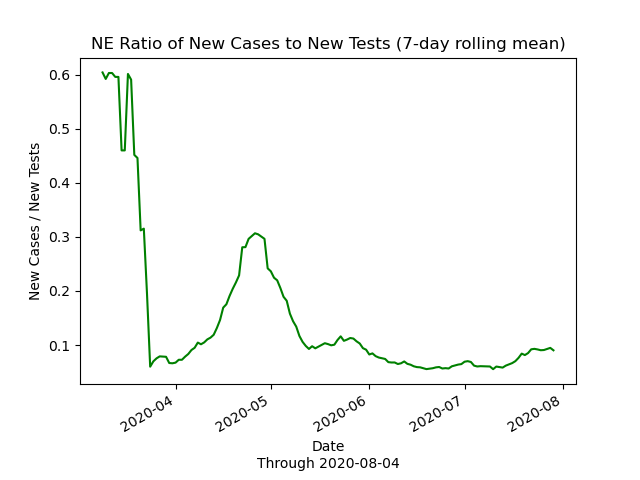 NE Ratio of New Cases to New Tests (7-day rolling mean)
New Cases / New Tests
0.6
0.5
0.4
0.3
0.2
0.1
2020-04
2020-05
2020-06
2020-07
2020-08
Date
Through 2020-08-04